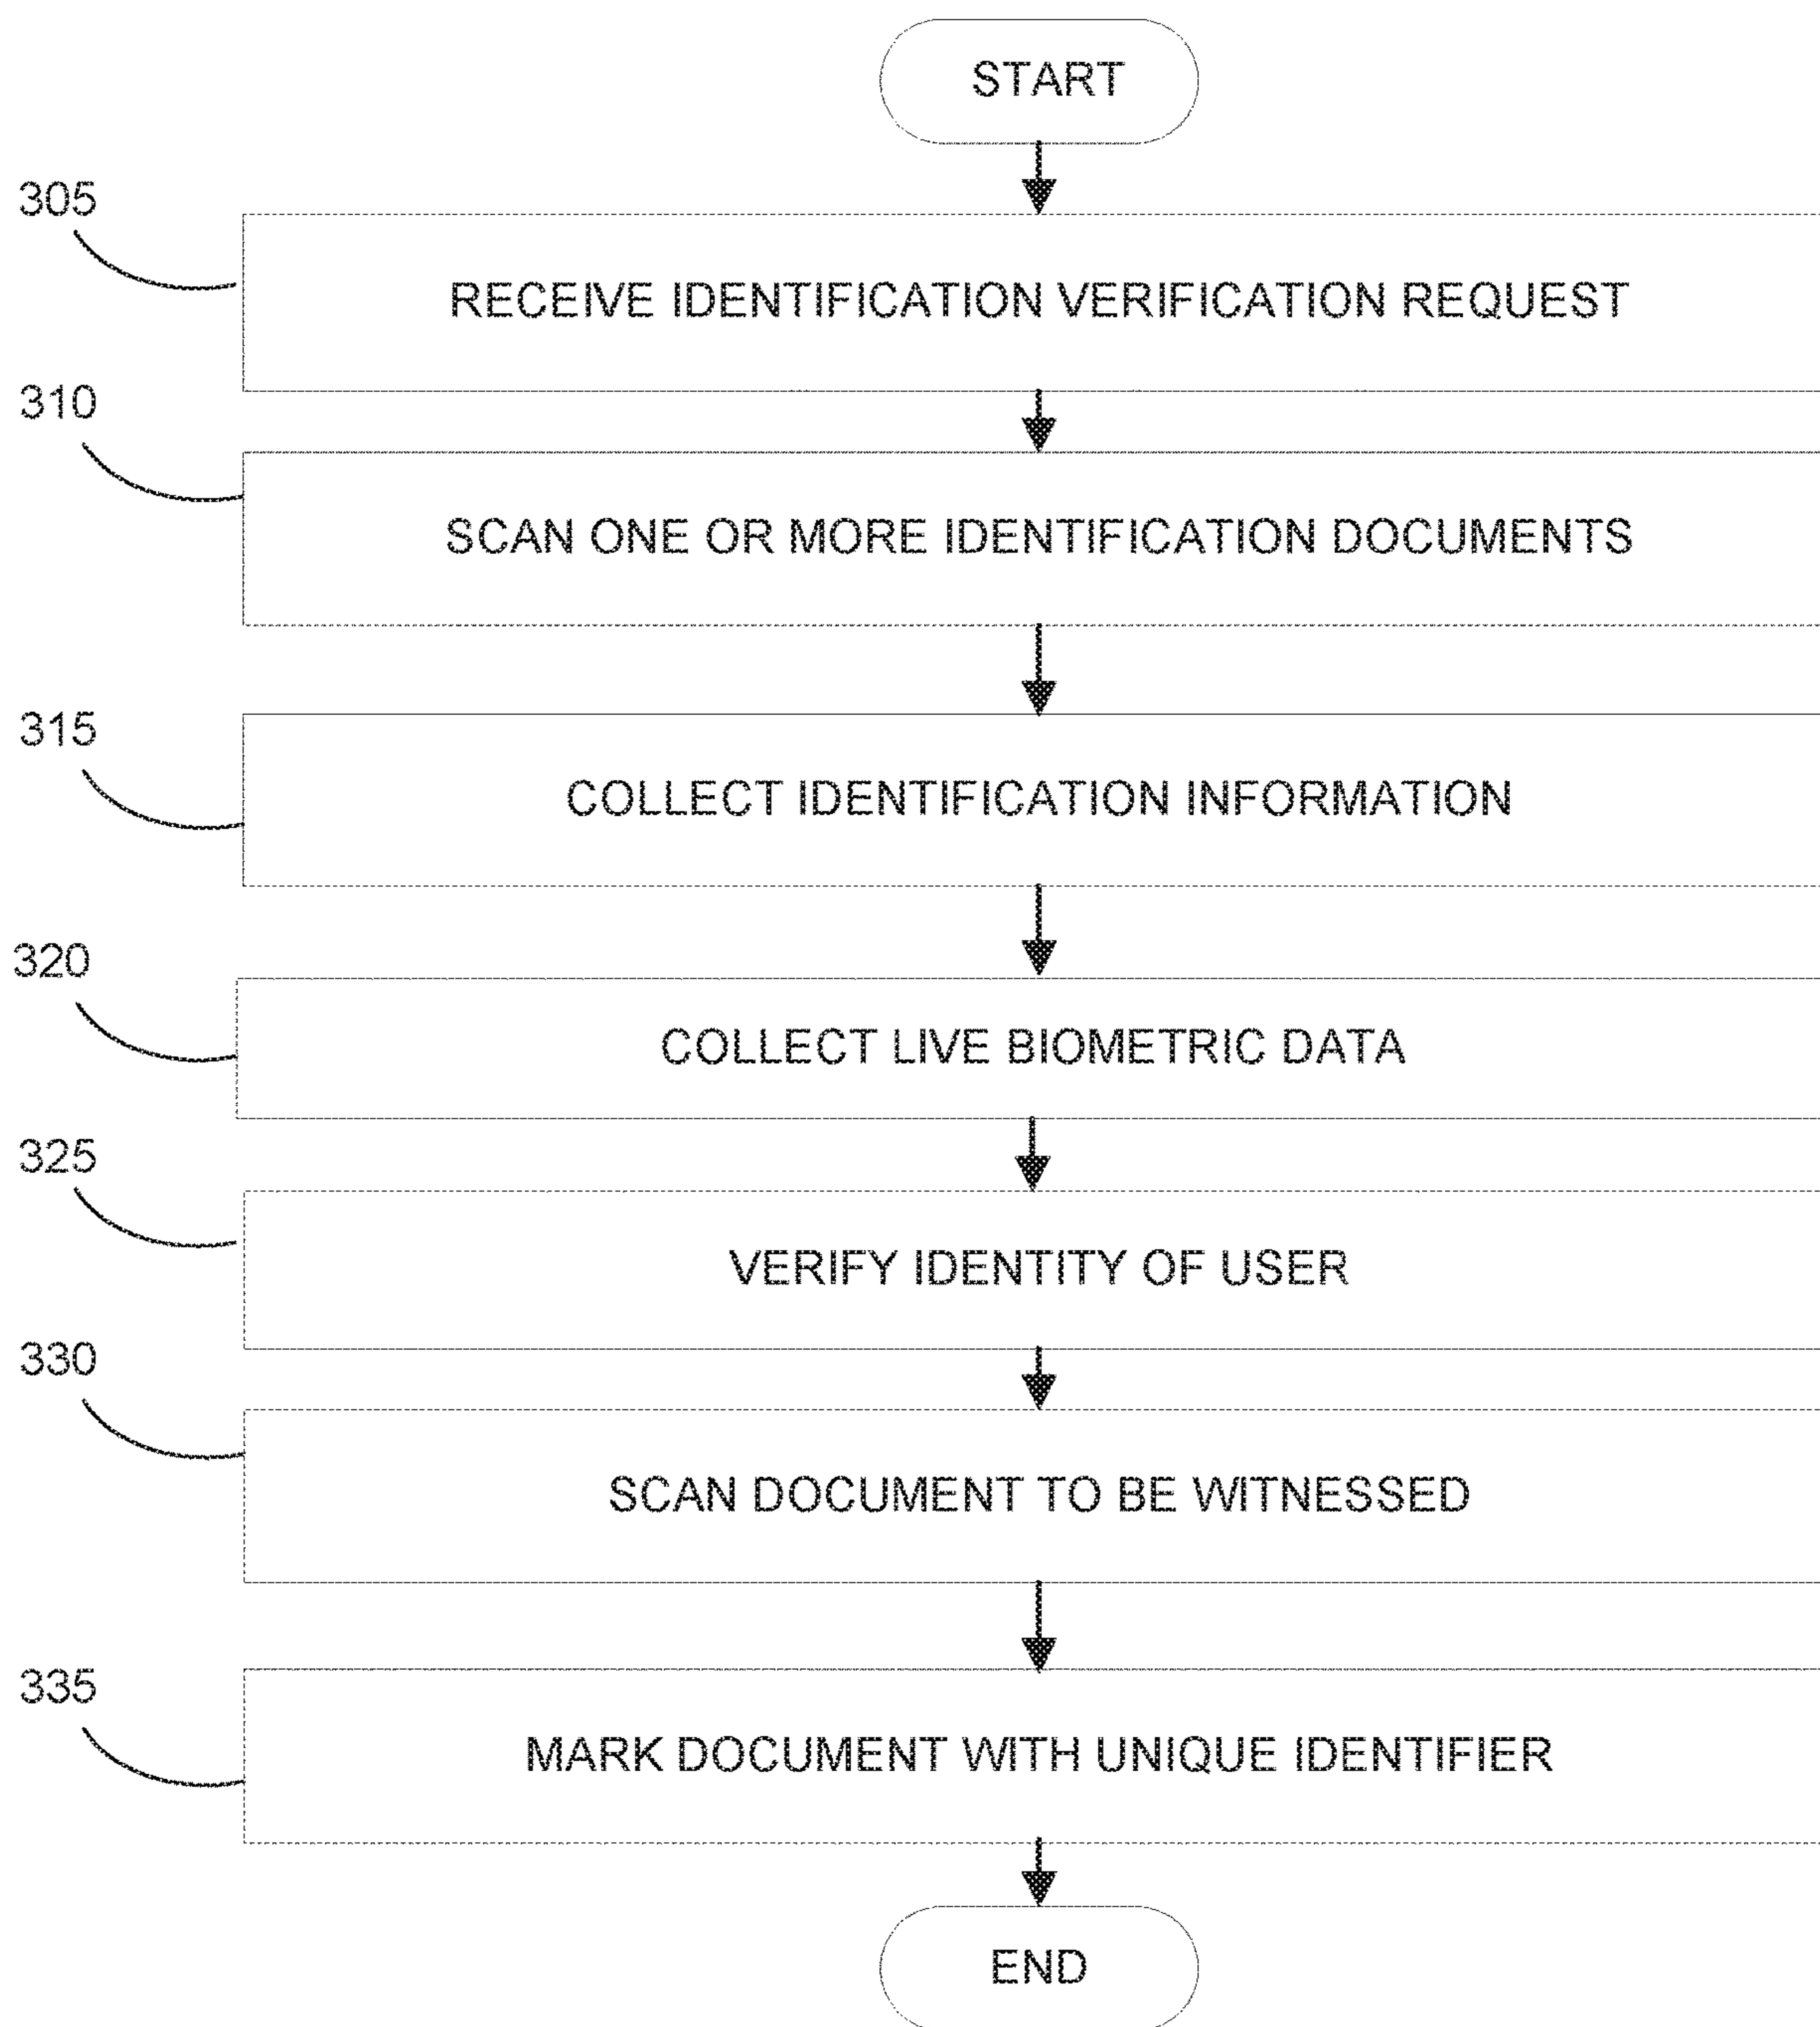 START
305
RECEIVE IDENTIFICATION VERIFICATION REQUEST
310
SCAN ONE OR MORE IDENTIFICATION DOCUMENTS
315
COLLECT IDENTIFICATION INFORMATION
320
COLLECT LIVE BIOMETRIC DATA
325
VERIFY IDENTITY OF USER
330
SCAN DOCUMENT TO BE WITNESSED
335
MARK DOCUMENT WITH UNIQUE IDENTIFIER
END